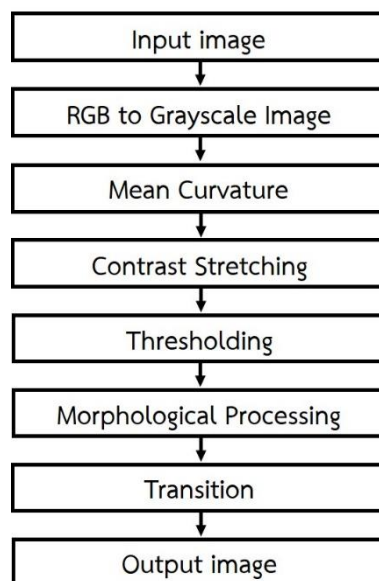 Input image
RGB to Grayscale Image
Mean Curvature
Contrast Stretching
Thresholding
Morphological Processing
Transition
Output image